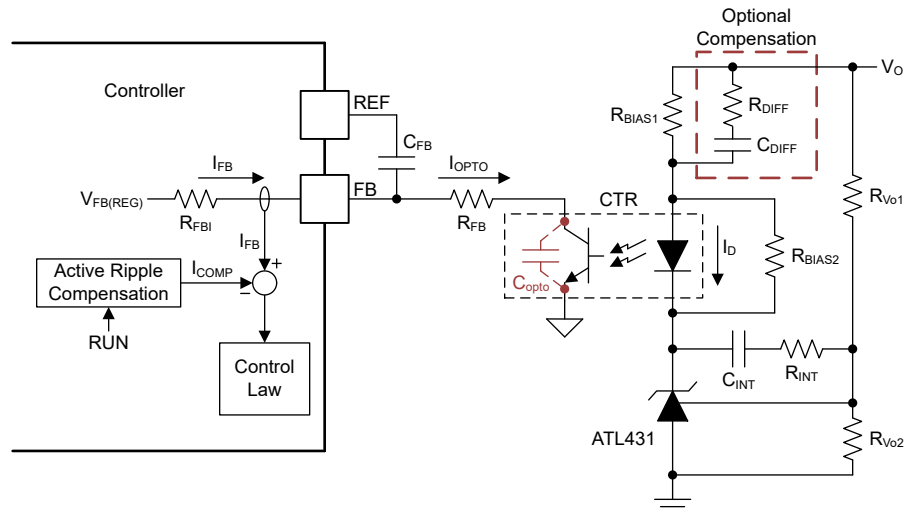 Optional
Compensation
Controller
REF
V_O
R_BIAS1
R_DIFF
C_DIFF
C_FB
I_FB
FB
I_OPTO
V_FB(REG)
R_FBI
R_FB
CTR
R_Vo1
I_FB
I_D
R_BIAS2
Active Ripple
Compensation
I_COMP
+
−
C_opto
RUN
Control
Law
C_INT
R_INT
ATL431
R_Vo2